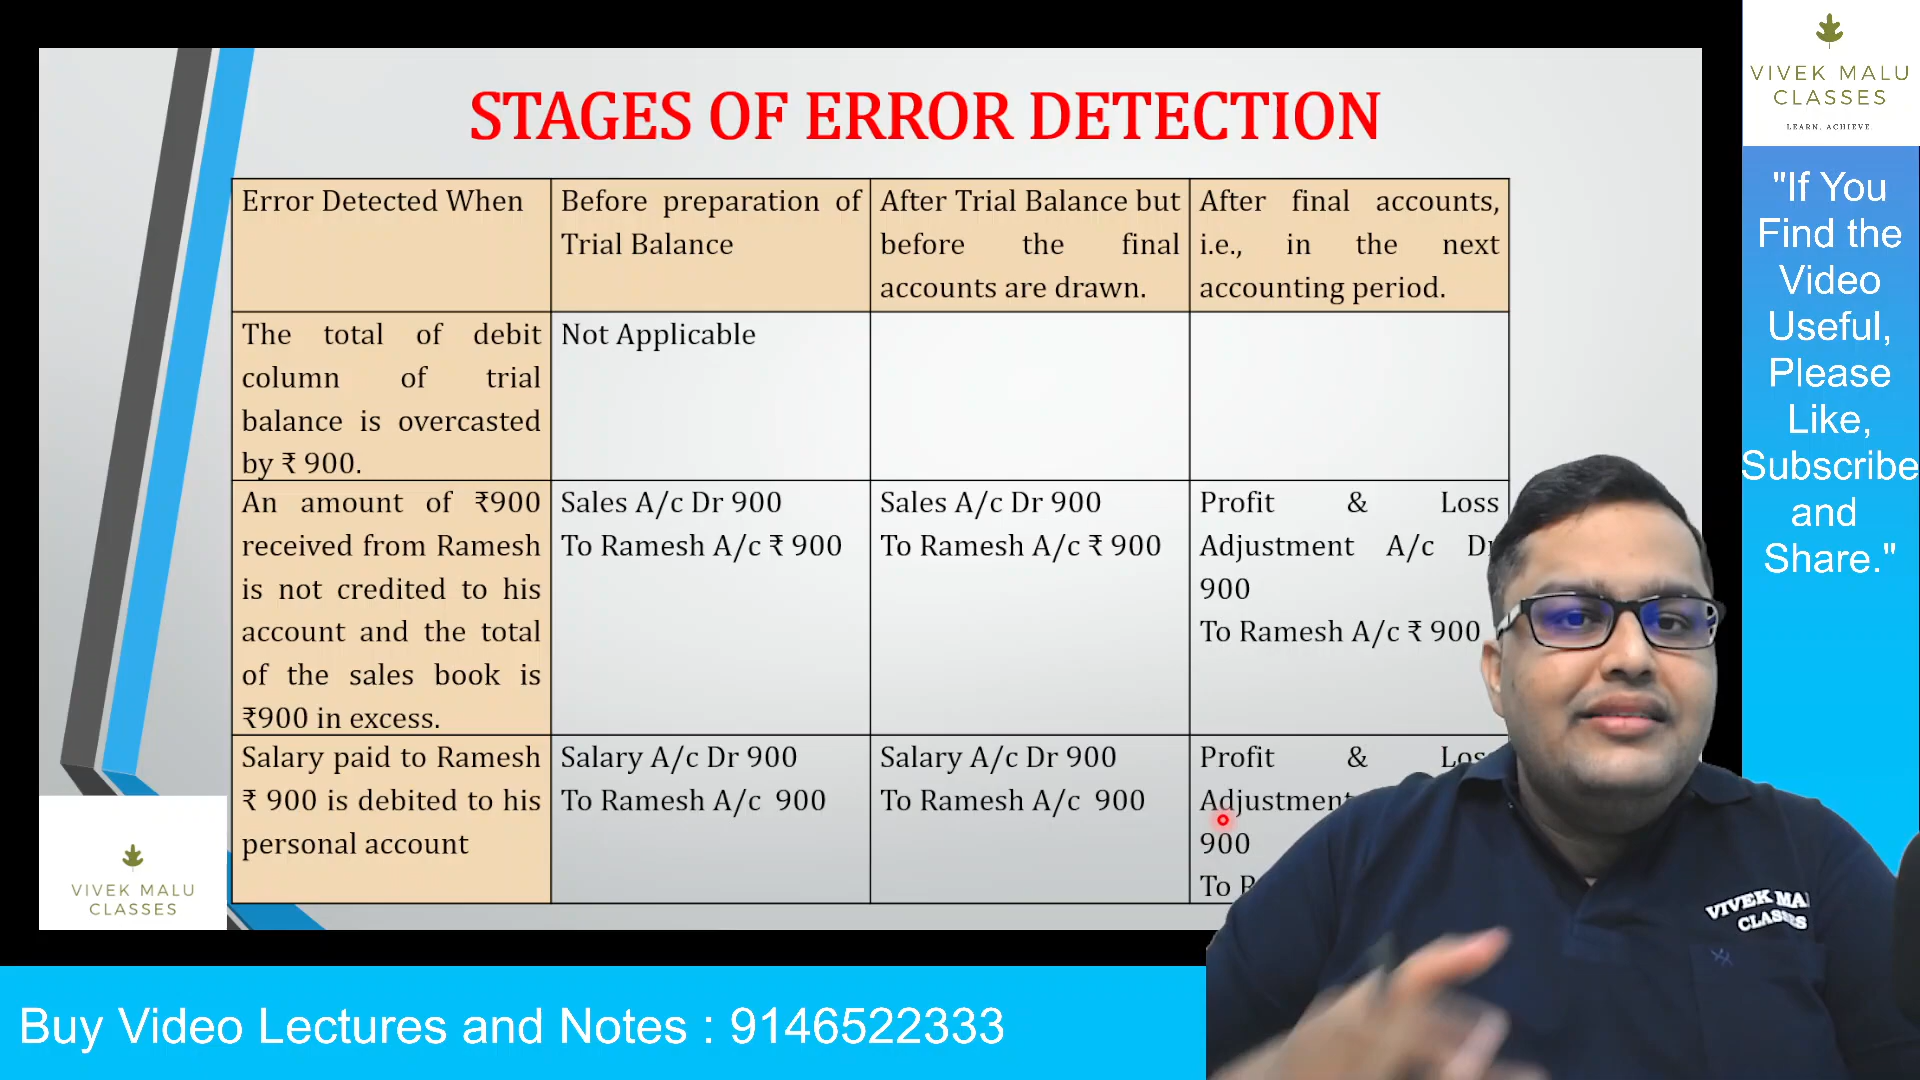 STAGES OF ERROR DETECTION
Error Detected When
Before preparation of
Trial Balance
After Trial Balance but
before the final
accounts are drawn.
After final accounts,
i.e., in the next
accounting period.
The total of debit
column of trial
balance is overcasted
by ₹ 900.
Not Applicable
An amount of ₹900
received from Ramesh
is not credited to his
account and the total
of the sales book is
₹900 in excess.
Sales A/c Dr 900
To Ramesh A/c ₹ 900
Sales A/c Dr 900
To Ramesh A/c ₹ 900
Profit & Loss
Adjustment A/c Dr
900
To Ramesh A/c ₹ 900
Salary paid to Ramesh
₹ 900 is debited to his
personal account
Salary A/c Dr 900
To Ramesh A/c 900
Salary A/c Dr 900
To Ramesh A/c 900
Profit & Loss
Adjustment
900
To
VIVEK MALU
CLASSES
VIVEK MALU
CLASSES
LEARN. ACHIEVE.
"If You
Find the
Video
Useful,
Please
Like,
Subscribe
and
Share."
VIVEK MA
CLASSES
Buy Video Lectures and Notes : 9146522333